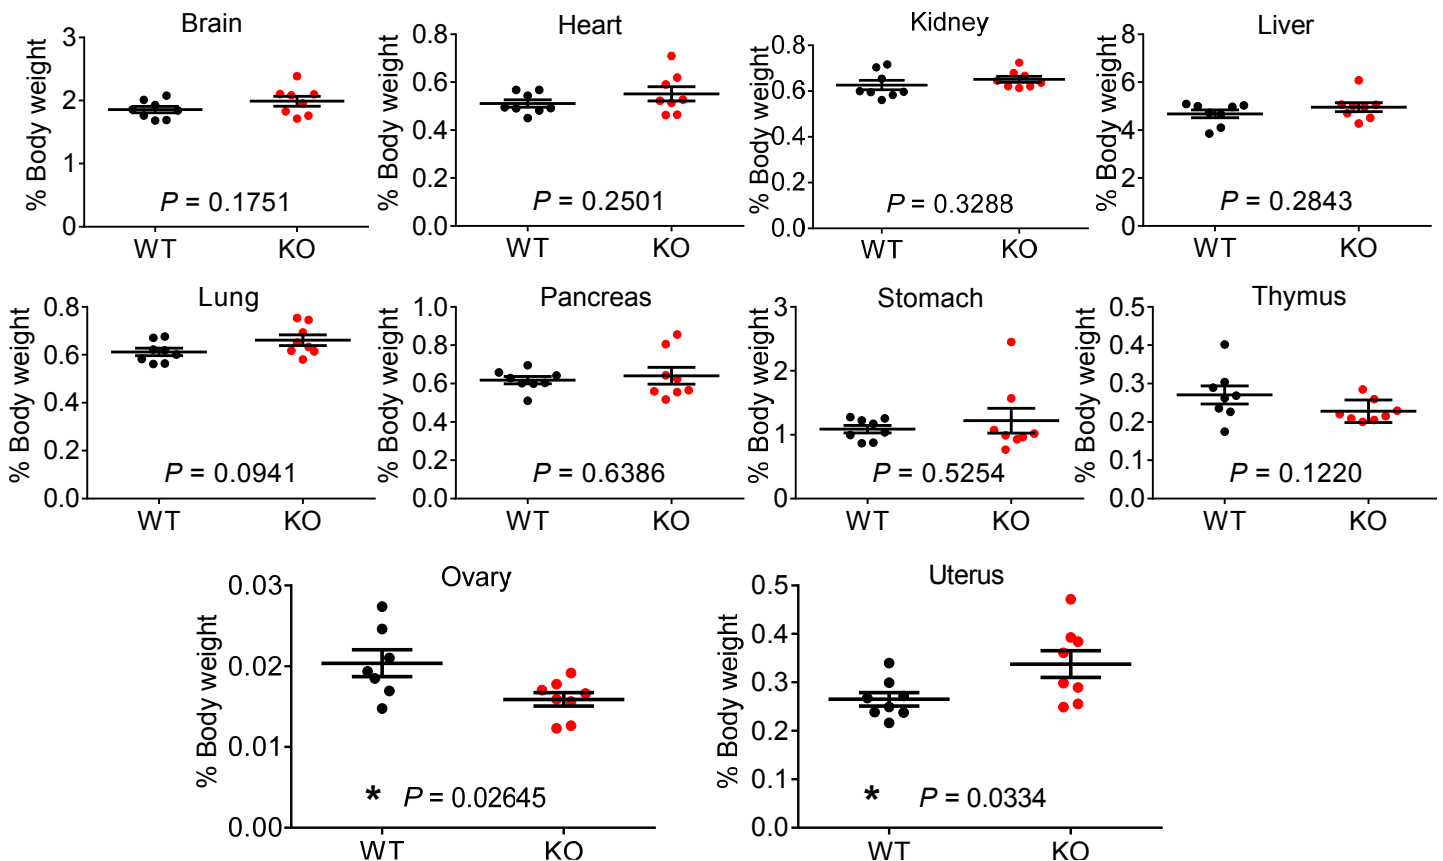 Brain
% Body weight
3
2
1
0
P = 0.1751
WT
KO
Heart
% Body weight
0.8
0.6
0.4
0.2
0.0
P = 0.2501
WT
KO
Kidney
% Body weight
0.8
0.6
0.4
0.2
0.0
P = 0.3288
WT
KO
Liver
% Body weight
8
6
4
2
0
P = 0.2843
WT
KO
Lung
% Body weight
0.8
0.6
0.4
0.2
0.0
P = 0.0941
WT
KO
Pancreas
% Body weight
1.0
0.8
0.6
0.4
0.2
0.0
P = 0.6386
WT
KO
Stomach
% Body weight
3
2
1
0
P = 0.5254
WT
KO
Thymus
% Body weight
0.5
0.4
0.3
0.2
0.1
0.0
P = 0.1220
WT
KO
Ovary
% Body weight
0.03
0.02
0.01
0.00
* P = 0.02645
WT
KO
Uterus
% Body weight
0.5
0.4
0.3
0.2
0.1
0.0
* P = 0.0334
WT
KO